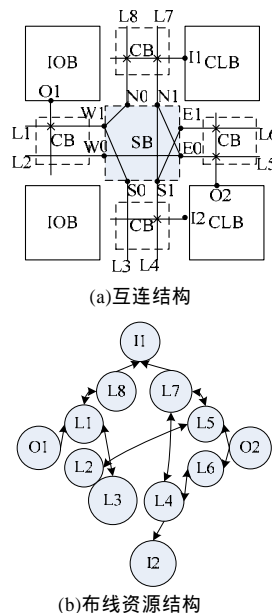 L8 L7
IOB CB I1 CLB
O1 N0 N1
L1 W1 E1 L6
CB SB CB
L2 W0 E0 L5
S0 S1 O2
IOB CB I2 CLB
L3 L4
(a)互连结构
I1
L8 L7
L1 L5
O1 O2
L2 L6
L3 L4
I2
(b)布线资源结构